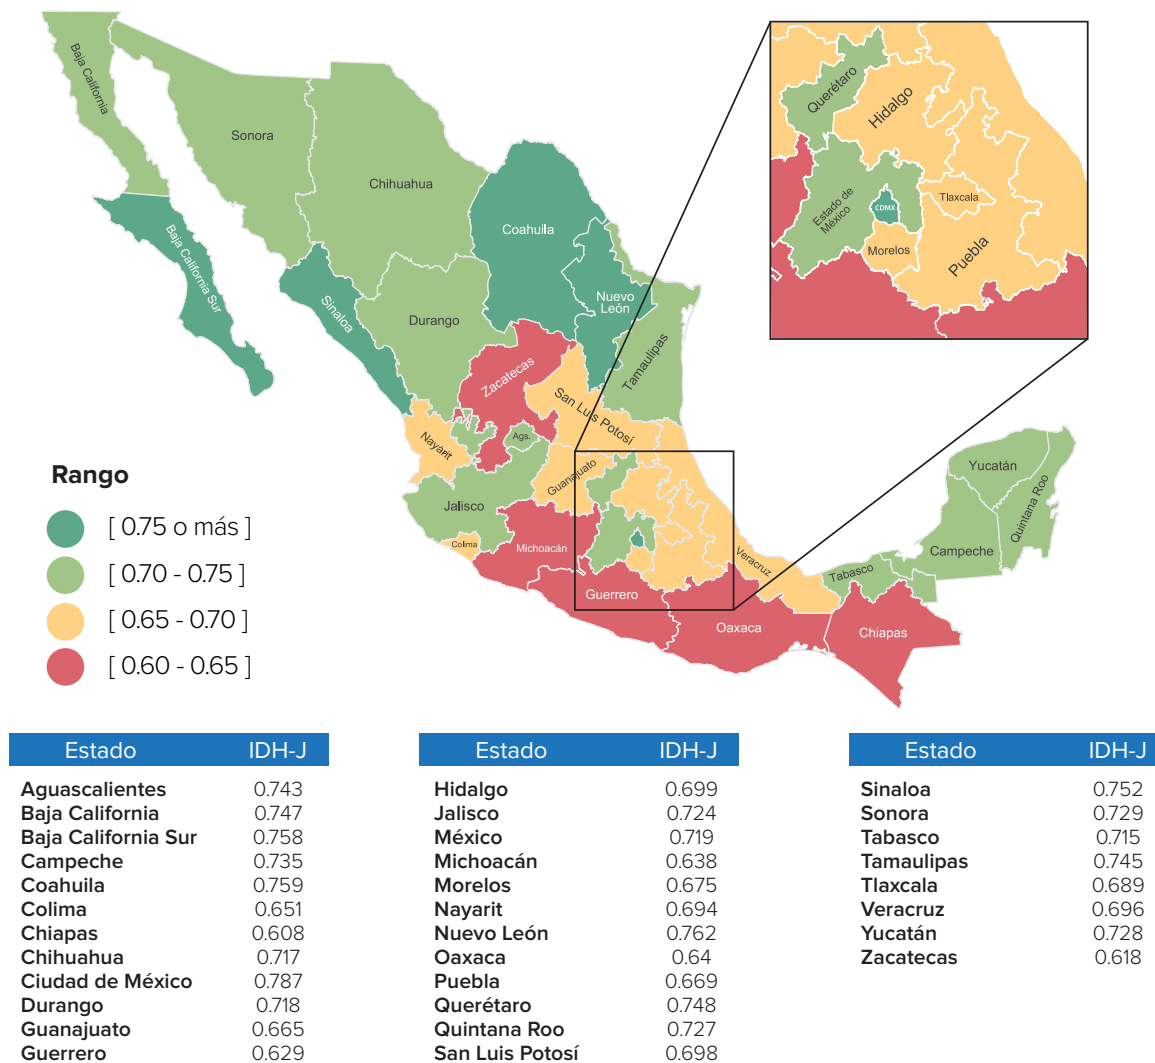 Baja California
Sonora
Chihuahua
Coahuila
Baja California Sur
Sinaloa
Durango
Nuevo
León
Tamaulipas
Zacatecas
San Luis Potosí
Nayarit
Ags.
Guanajuato
Jalisco
Colima
Michoacán
Veracruz
Guerrero
Oaxaca
Chiapas
Tabasco
Campeche
Yucatán
Quintana Roo
Querétaro
Hidalgo
Estado de
México
CDMX
Tlaxcala
Morelos
Puebla
Rango
[ 0.75 o más ]
[ 0.70 - 0.75 ]
[ 0.65 - 0.70 ]
[ 0.60 - 0.65 ]
Estado IDH-J
Aguascalientes 0.743
Baja California 0.747
Baja California Sur 0.758
Campeche 0.735
Coahuila 0.759
Colima 0.651
Chiapas 0.608
Chihuahua 0.717
Ciudad de México 0.787
Durango 0.718
Guanajuato 0.665
Guerrero 0.629
Estado IDH-J
Hidalgo 0.699
Jalisco 0.724
México 0.719
Michoacán 0.638
Morelos 0.675
Nayarit 0.694
Nuevo León 0.762
Oaxaca 0.64
Puebla 0.669
Querétaro 0.748
Quintana Roo 0.727
San Luis Potosí 0.698
Estado IDH-J
Sinaloa 0.752
Sonora 0.729
Tabasco 0.715
Tamaulipas 0.745
Tlaxcala 0.689
Veracruz 0.696
Yucatán 0.728
Zacatecas 0.618